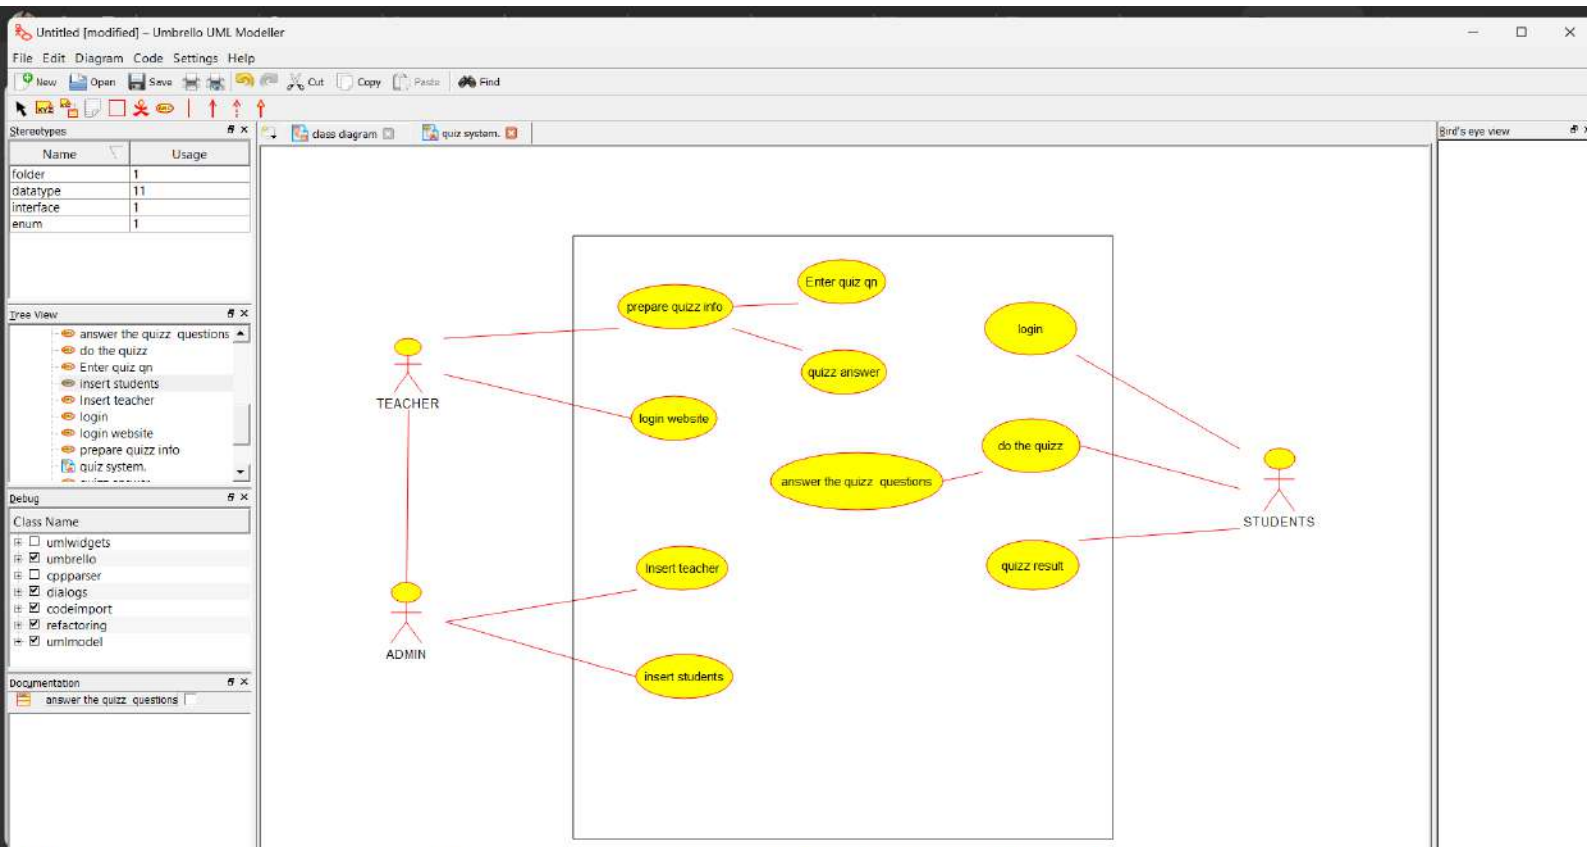 Untitled [modified] – Umbrello UML Modeller
File Edit Diagram Code Settings Help
New Open Save Cut Copy Paste Find
Stereotypes
class diagram
quiz system.
Bird's eye view
Name Usage
folder 1
datatype 11
interface 1
enum 1
Tree View
answer the quizz questions
do the quizz
Enter quiz qn
insert students
Insert teacher
login
login website
prepare quizz info
quiz system.
Debug
Class Name
umlwidgets
umbrello
cppparser
dialogs
codeimport
refactoring
umlmodel
Documentation
answer the quizz questions
Enter quiz qn
prepare quizz info
login
quizz answer
TEACHER
login website
do the quizz
answer the quizz questions
STUDENTS
Insert teacher
quizz result
ADMIN
insert students